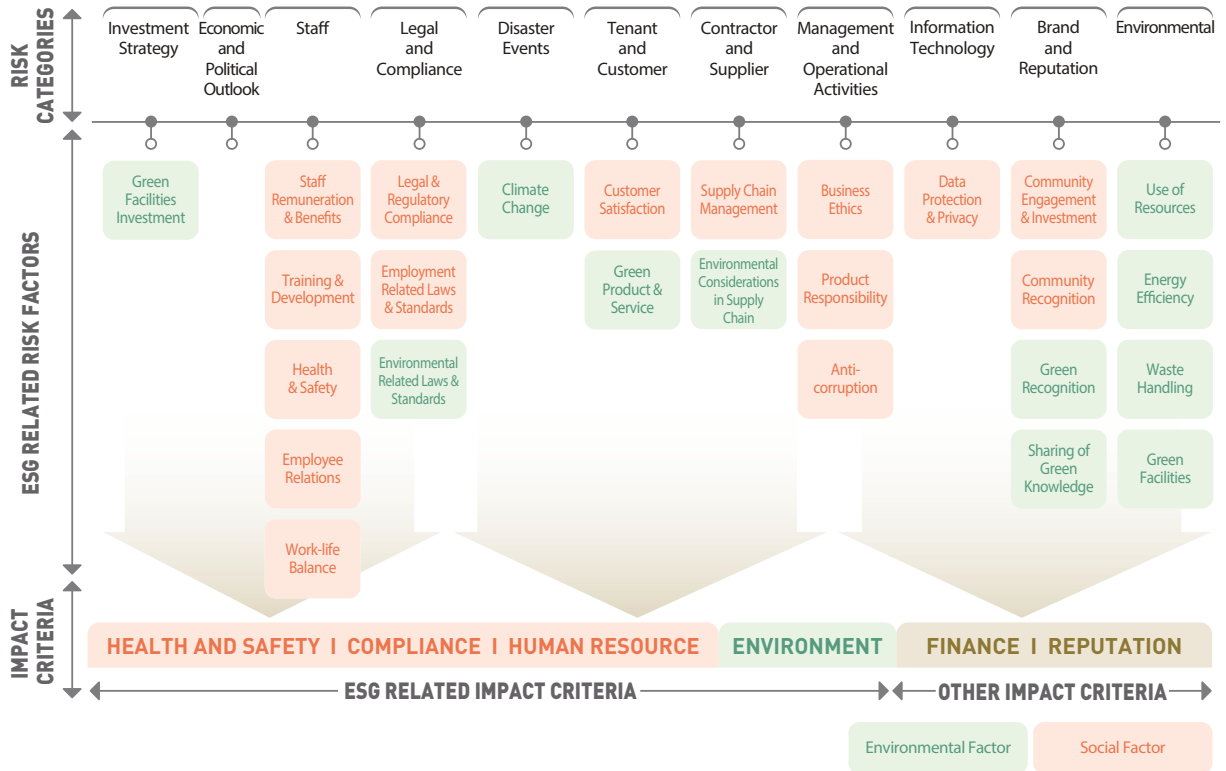 RISK
CATEGORIES
Investment
Strategy
Economic
and
Political
Outlook
Staff
Legal
and
Compliance
Disaster
Events
Tenant
and
Customer
Contractor
and
Supplier
Management
and
Operational
Activities
Information
Technology
Brand
and
Reputation
Environmental
ESG RELATED RISK FACTORS
Green
Facilities
Investment
Staff
Remuneration
& Benefits
Legal &
Regulatory
Compliance
Climate
Change
Customer
Satisfaction
Supply Chain
Management
Business
Ethics
Data
Protection
& Privacy
Community
Engagement
& Investment
Use of
Resources
Training &
Development
Employment
Related Laws
& Standards
Green
Product &
Service
Environmental
Considerations
in Supply
Chain
Product
Responsibility
Community
Recognition
Energy
Efficiency
Health
& Safety
Environmental
Related Laws &
Standards
Anti-
corruption
Green
Recognition
Waste
Handling
Employee
Relations
Sharing of
Green
Knowledge
Green
Facilities
Work-life
Balance
IMPACT
CRITERIA
HEALTH AND SAFETY I COMPLIANCE I HUMAN RESOURCE
ENVIRONMENT
FINANCE I REPUTATION
ESG RELATED IMPACT CRITERIA
OTHER IMPACT CRITERIA
Environmental Factor
Social Factor